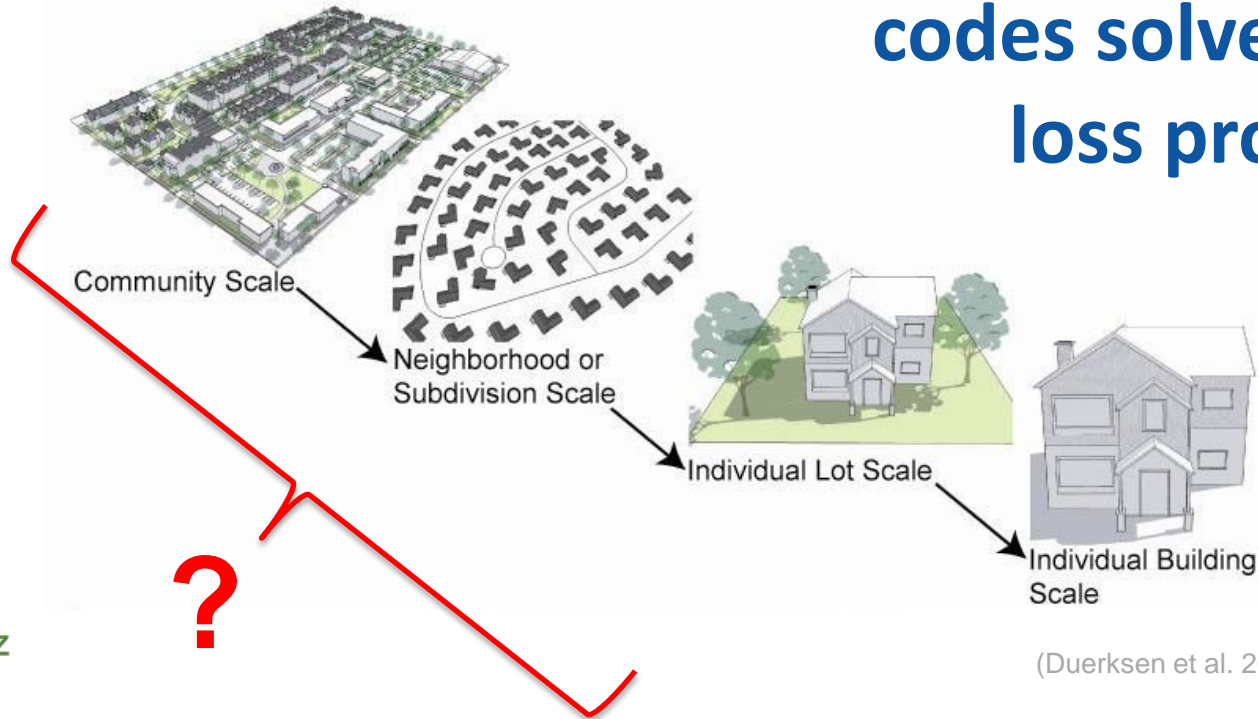 codes solve
loss pro
Community Scale
Neighborhood or
Subdivision Scale
Individual Lot Scale
Individual Building
Scale
?
z
(Duerksen et al. 2